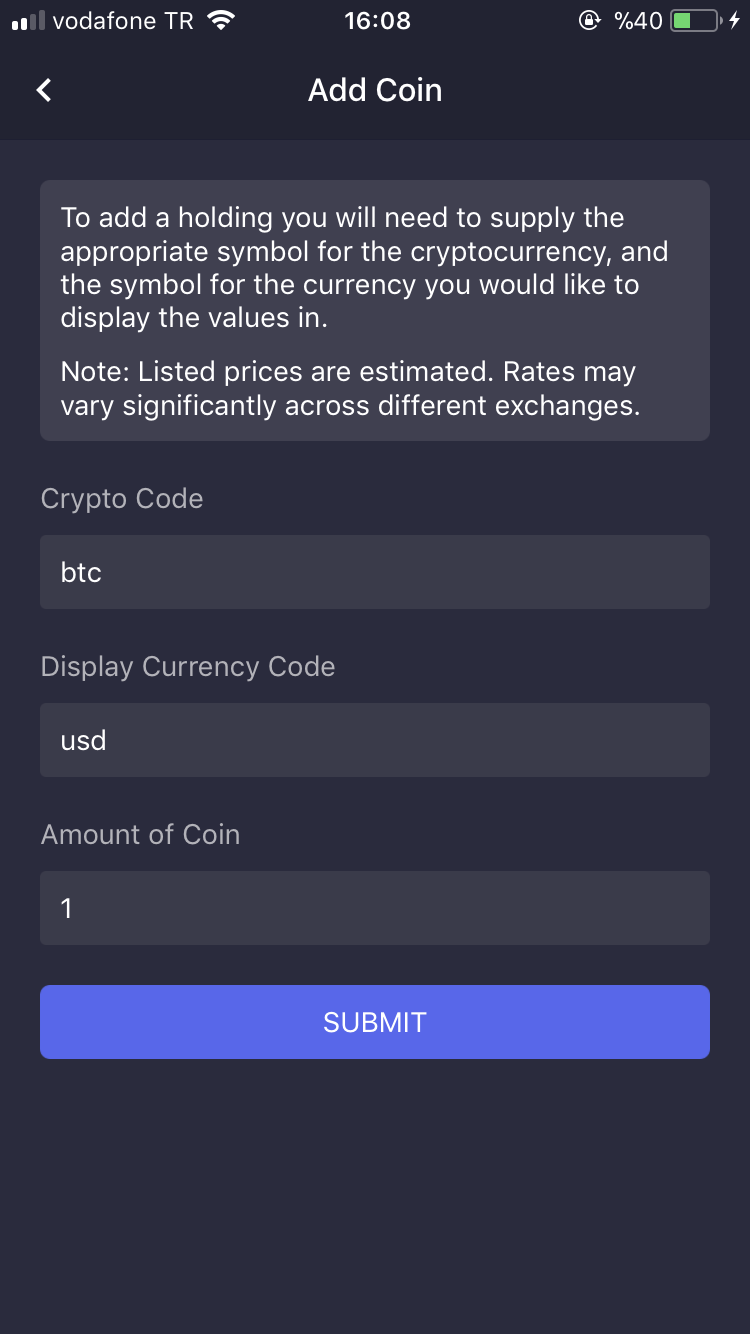 vodafone TR 16:08 %40
Add Coin
To add a holding you will need to supply the
appropriate symbol for the cryptocurrency, and
the symbol for the currency you would like to
display the values in.
Note: Listed prices are estimated. Rates may
vary significantly across different exchanges.
Crypto Code
btc
Display Currency Code
usd
Amount of Coin
1
SUBMIT